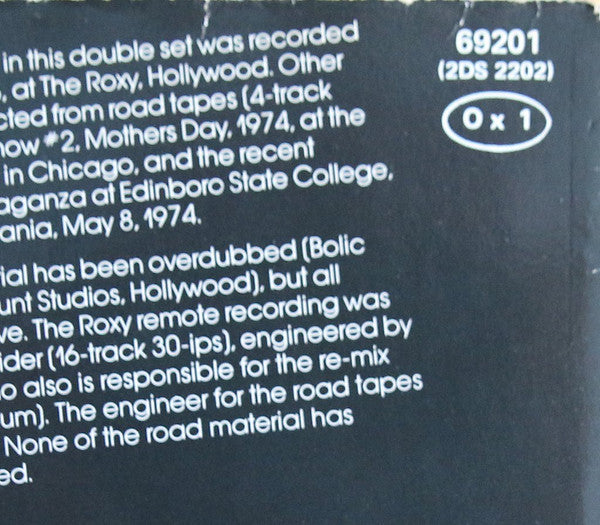 in this double set was recorded
, at The Roxy, Hollywood. Other
cted from road tapes (4-track
how #2, Mothers Day, 1974, at the
in Chicago, and the recent
aganza at Edinboro State College,
ania, May 8, 1974.
ial has been overdubbed (Bolic
unt Studios, Hollywood), but all
ve. The Roxy remote recording was
ider (16-track 30-ips), engineered by
o also is responsible for the re-mix
um). The engineer for the road tapes
None of the road material has
ed.
69201
(2DS 2202)
0 x 1